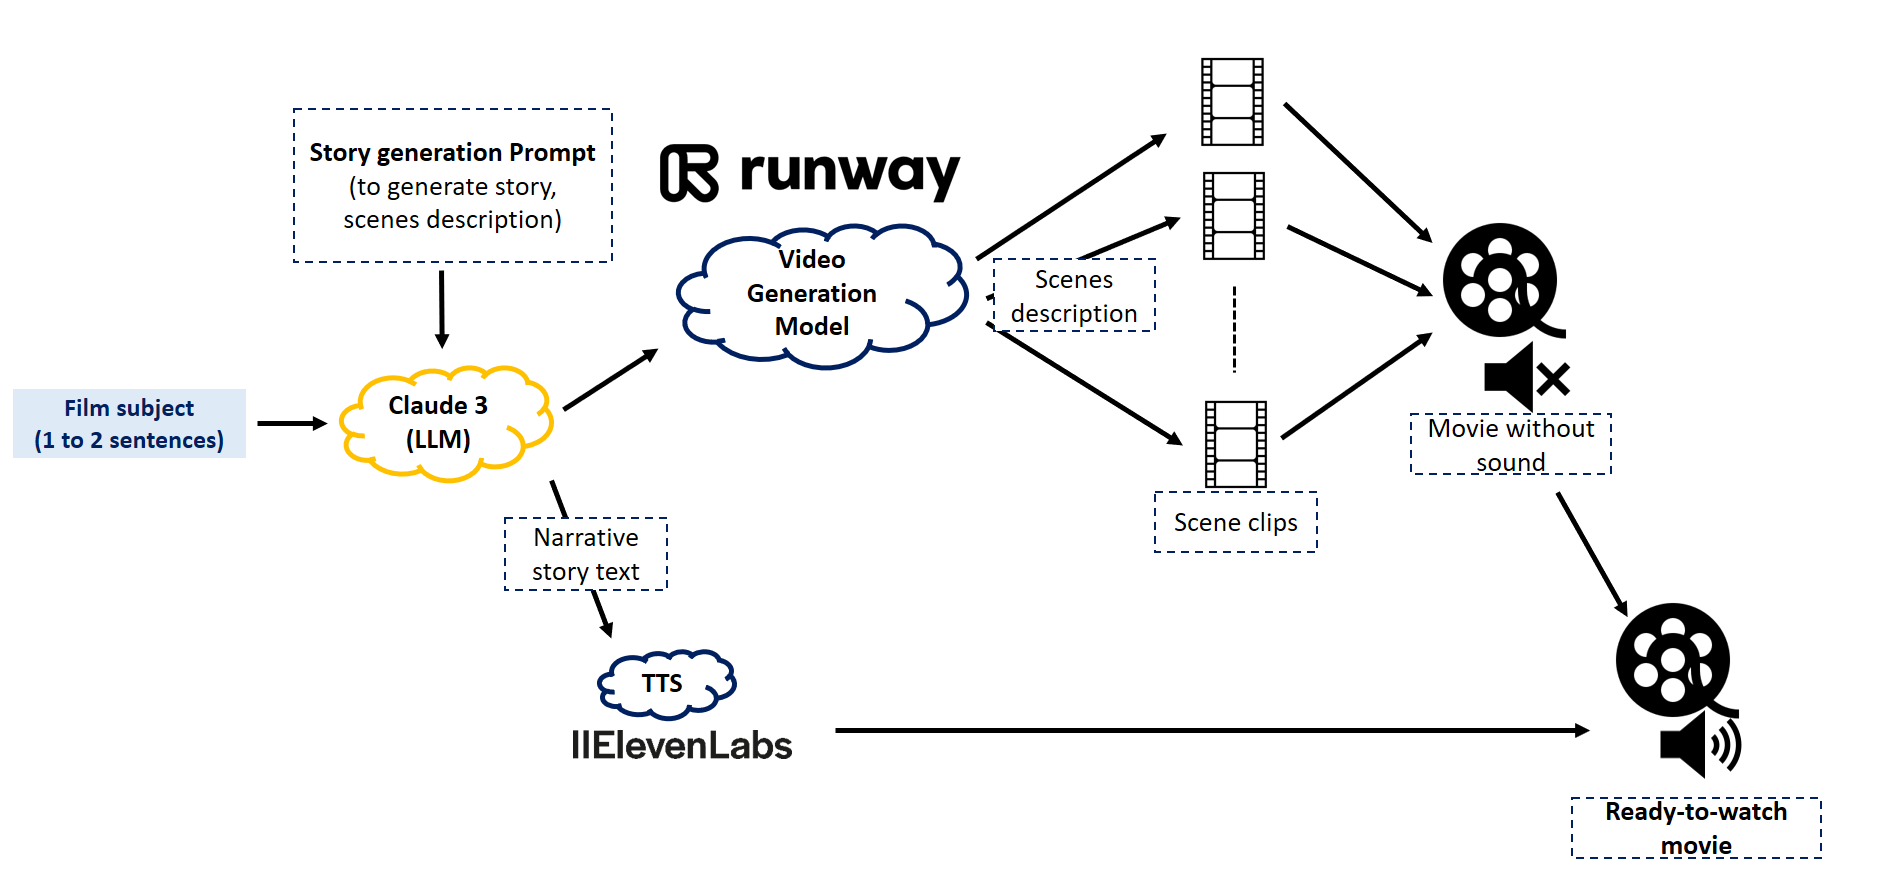 Story generation Prompt
(to generate story,
scenes description)
runway
Video
Generation
Model
Scenes
description
Film subject
(1 to 2 sentences)
Claude 3
(LLM)
Movie without
sound
Scene clips
Narrative
story text
TTS
IIElevenLabs
Ready-to-watch
movie